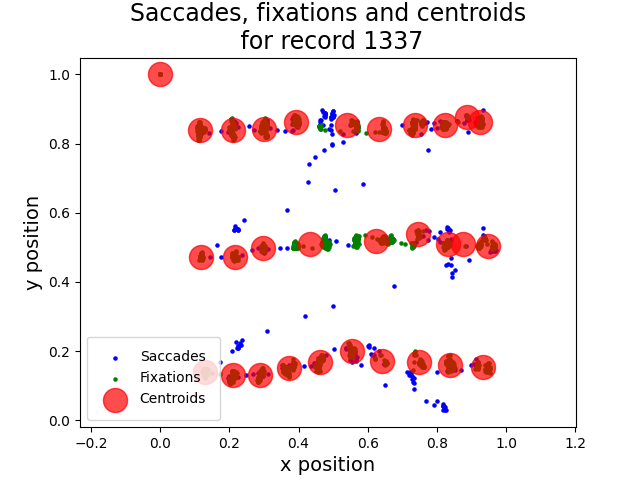 Saccades, fixations and centroids
for record 1337
1.0
0.8
0.6
0.4
0.2
0.0
y position
Saccades
Fixations
Centroids
−0.2
0.0
0.2
0.4
0.6
0.8
1.0
1.2
x position